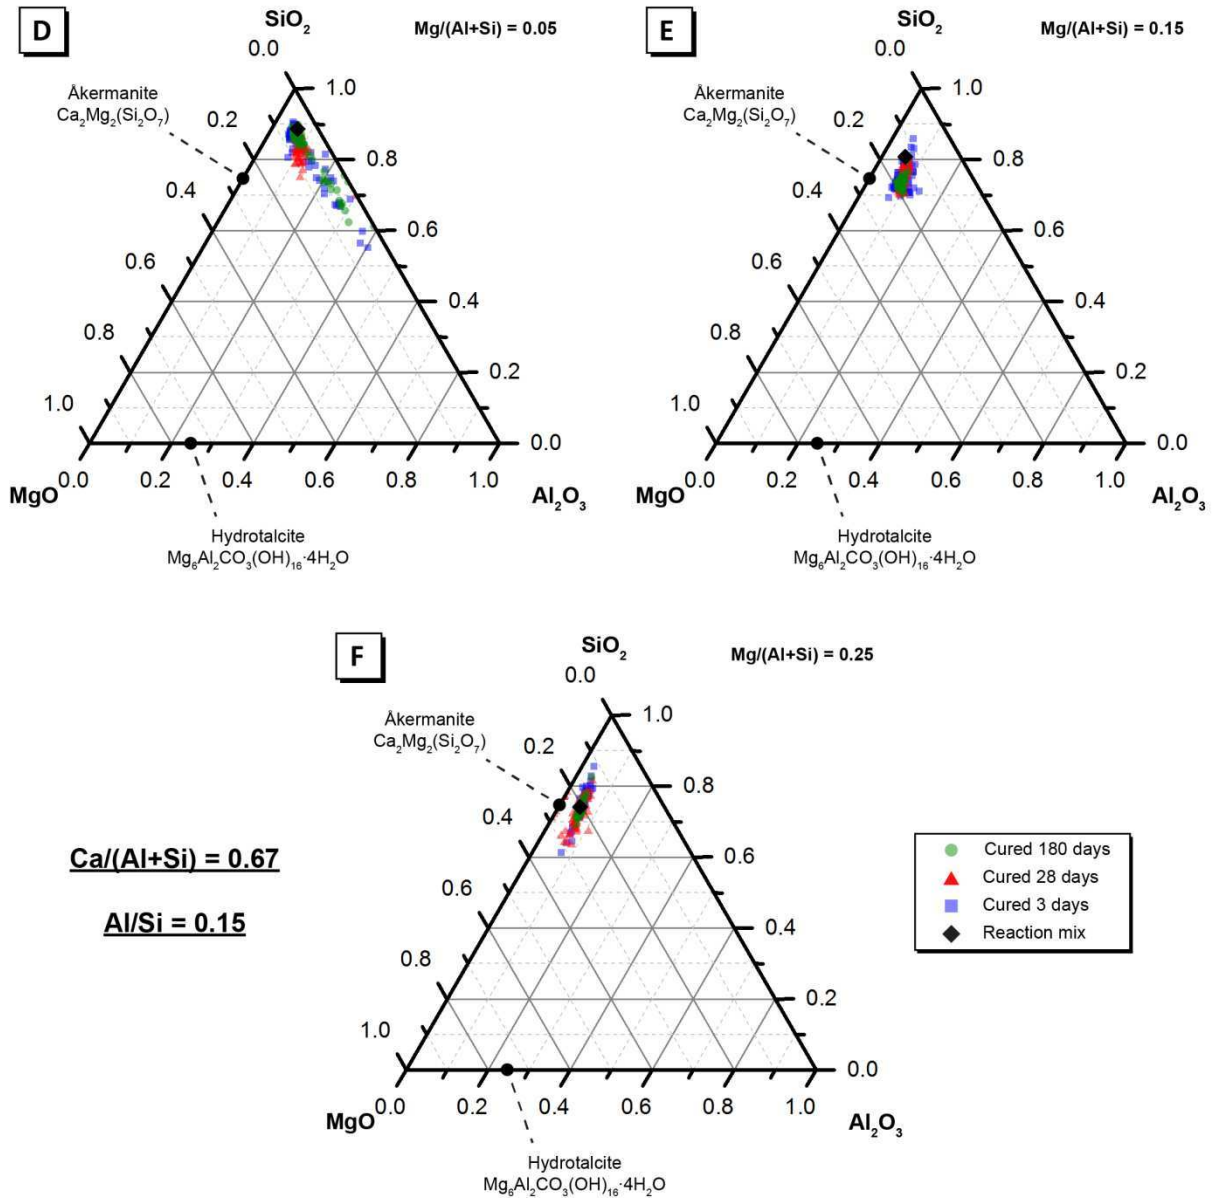 D
SiO2
Mg/(Al+Si) = 0.05
0.0
Åkermanite
Ca2Mg2(Si2O7)
1.0
0.2
0.8
0.4
0.6
0.6
0.4
0.8
0.2
1.0
0.0
0.0 0.2 0.4 0.6 0.8 1.0
MgO
Al2O3
Hydrotalcite
Mg6Al2CO3(OH)16·4H2O
E
SiO2
Mg/(Al+Si) = 0.15
0.0
Åkermanite
Ca2Mg2(Si2O7)
1.0
0.2
0.8
0.4
0.6
0.6
0.4
0.8
0.2
1.0
0.0
0.0 0.2 0.4 0.6 0.8 1.0
MgO
Al2O3
Hydrotalcite
Mg6Al2CO3(OH)16·4H2O
F
SiO2
Mg/(Al+Si) = 0.25
0.0
Åkermanite
Ca2Mg2(Si2O7)
1.0
0.2
0.8
0.4
0.6
0.6
0.4
0.8
0.2
1.0
0.0
0.0 0.2 0.4 0.6 0.8 1.0
MgO
Al2O3
Hydrotalcite
Mg6Al2CO3(OH)16·4H2O
Ca/(Al+Si) = 0.67
Al/Si = 0.15
Cured 180 days
Cured 28 days
Cured 3 days
Reaction mix